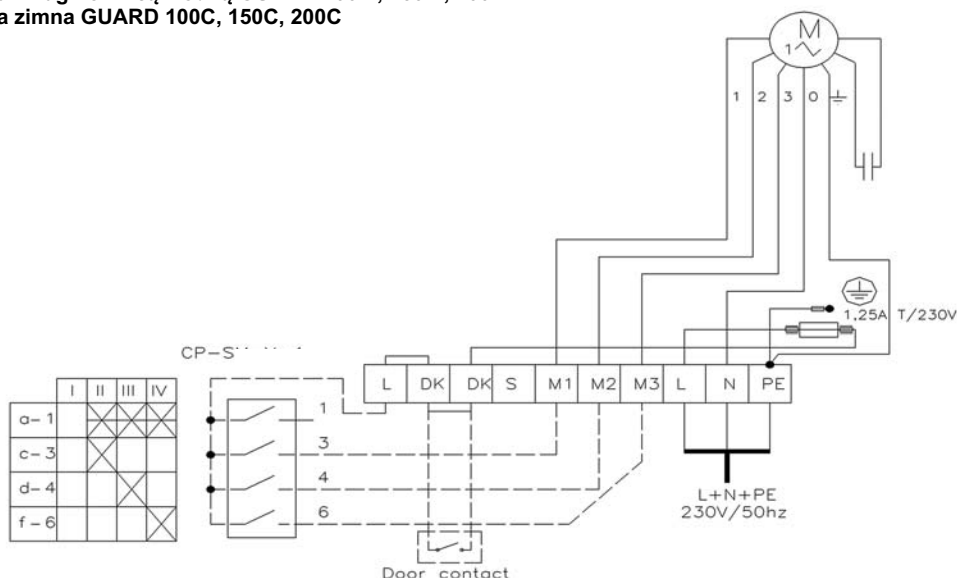 a zimna GUARD 100C, 150C, 200C
M
1
1 2 3 0
1,25A T/230V
L DK DK S M1 M2 M3 L N PE
I II III IV
a-1
c-3
d-4
f-6
1
3
4
6
L+N+PE
230V/50hz
Door contact